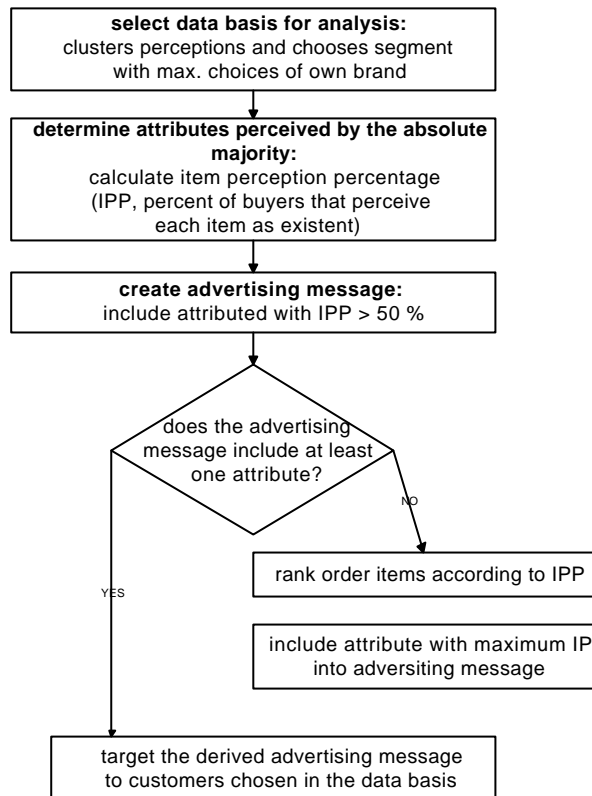 select data basis for analysis:
clusters perceptions and chooses segment
with max. choices of own brand
determine attributes perceived by the absolute
majority:
calculate item perception percentage
(IPP, percent of buyers that perceive
each item as existent)
create advertising message:
include attributed with IPP > 50 %
does the advertising
message include at least
one attribute?
NO
rank order items according to IPP
YES
include attribute with maximum IP
into adversiting message
target the derived advertising message
to customers chosen in the data basis